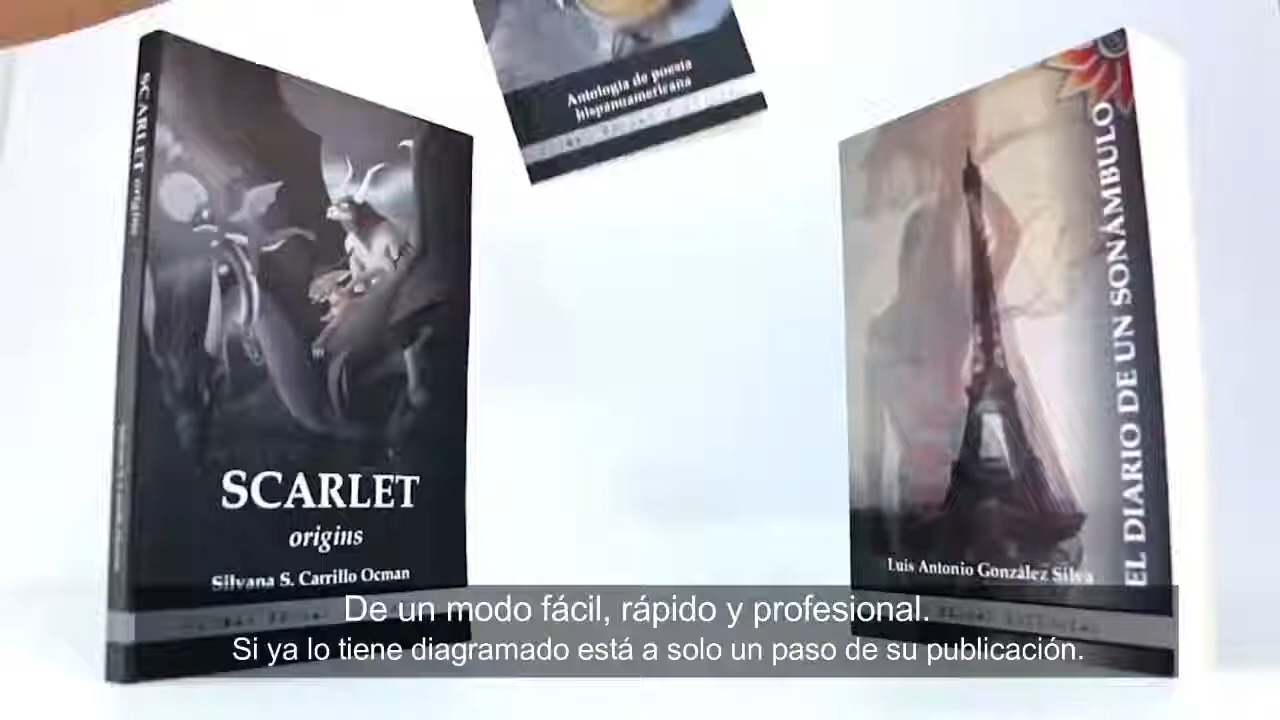 Antología de poesía
hispanoamericana
SCARLET origins
SCARLET
origins
Silvana S. Carrillo Ocman
EL DIARIO DE UN SONÁMBULO
Luis Antonio González Silva
De un modo fácil, rápido y profesional.
Si ya lo tiene diagramado está a solo un paso de su publicación.